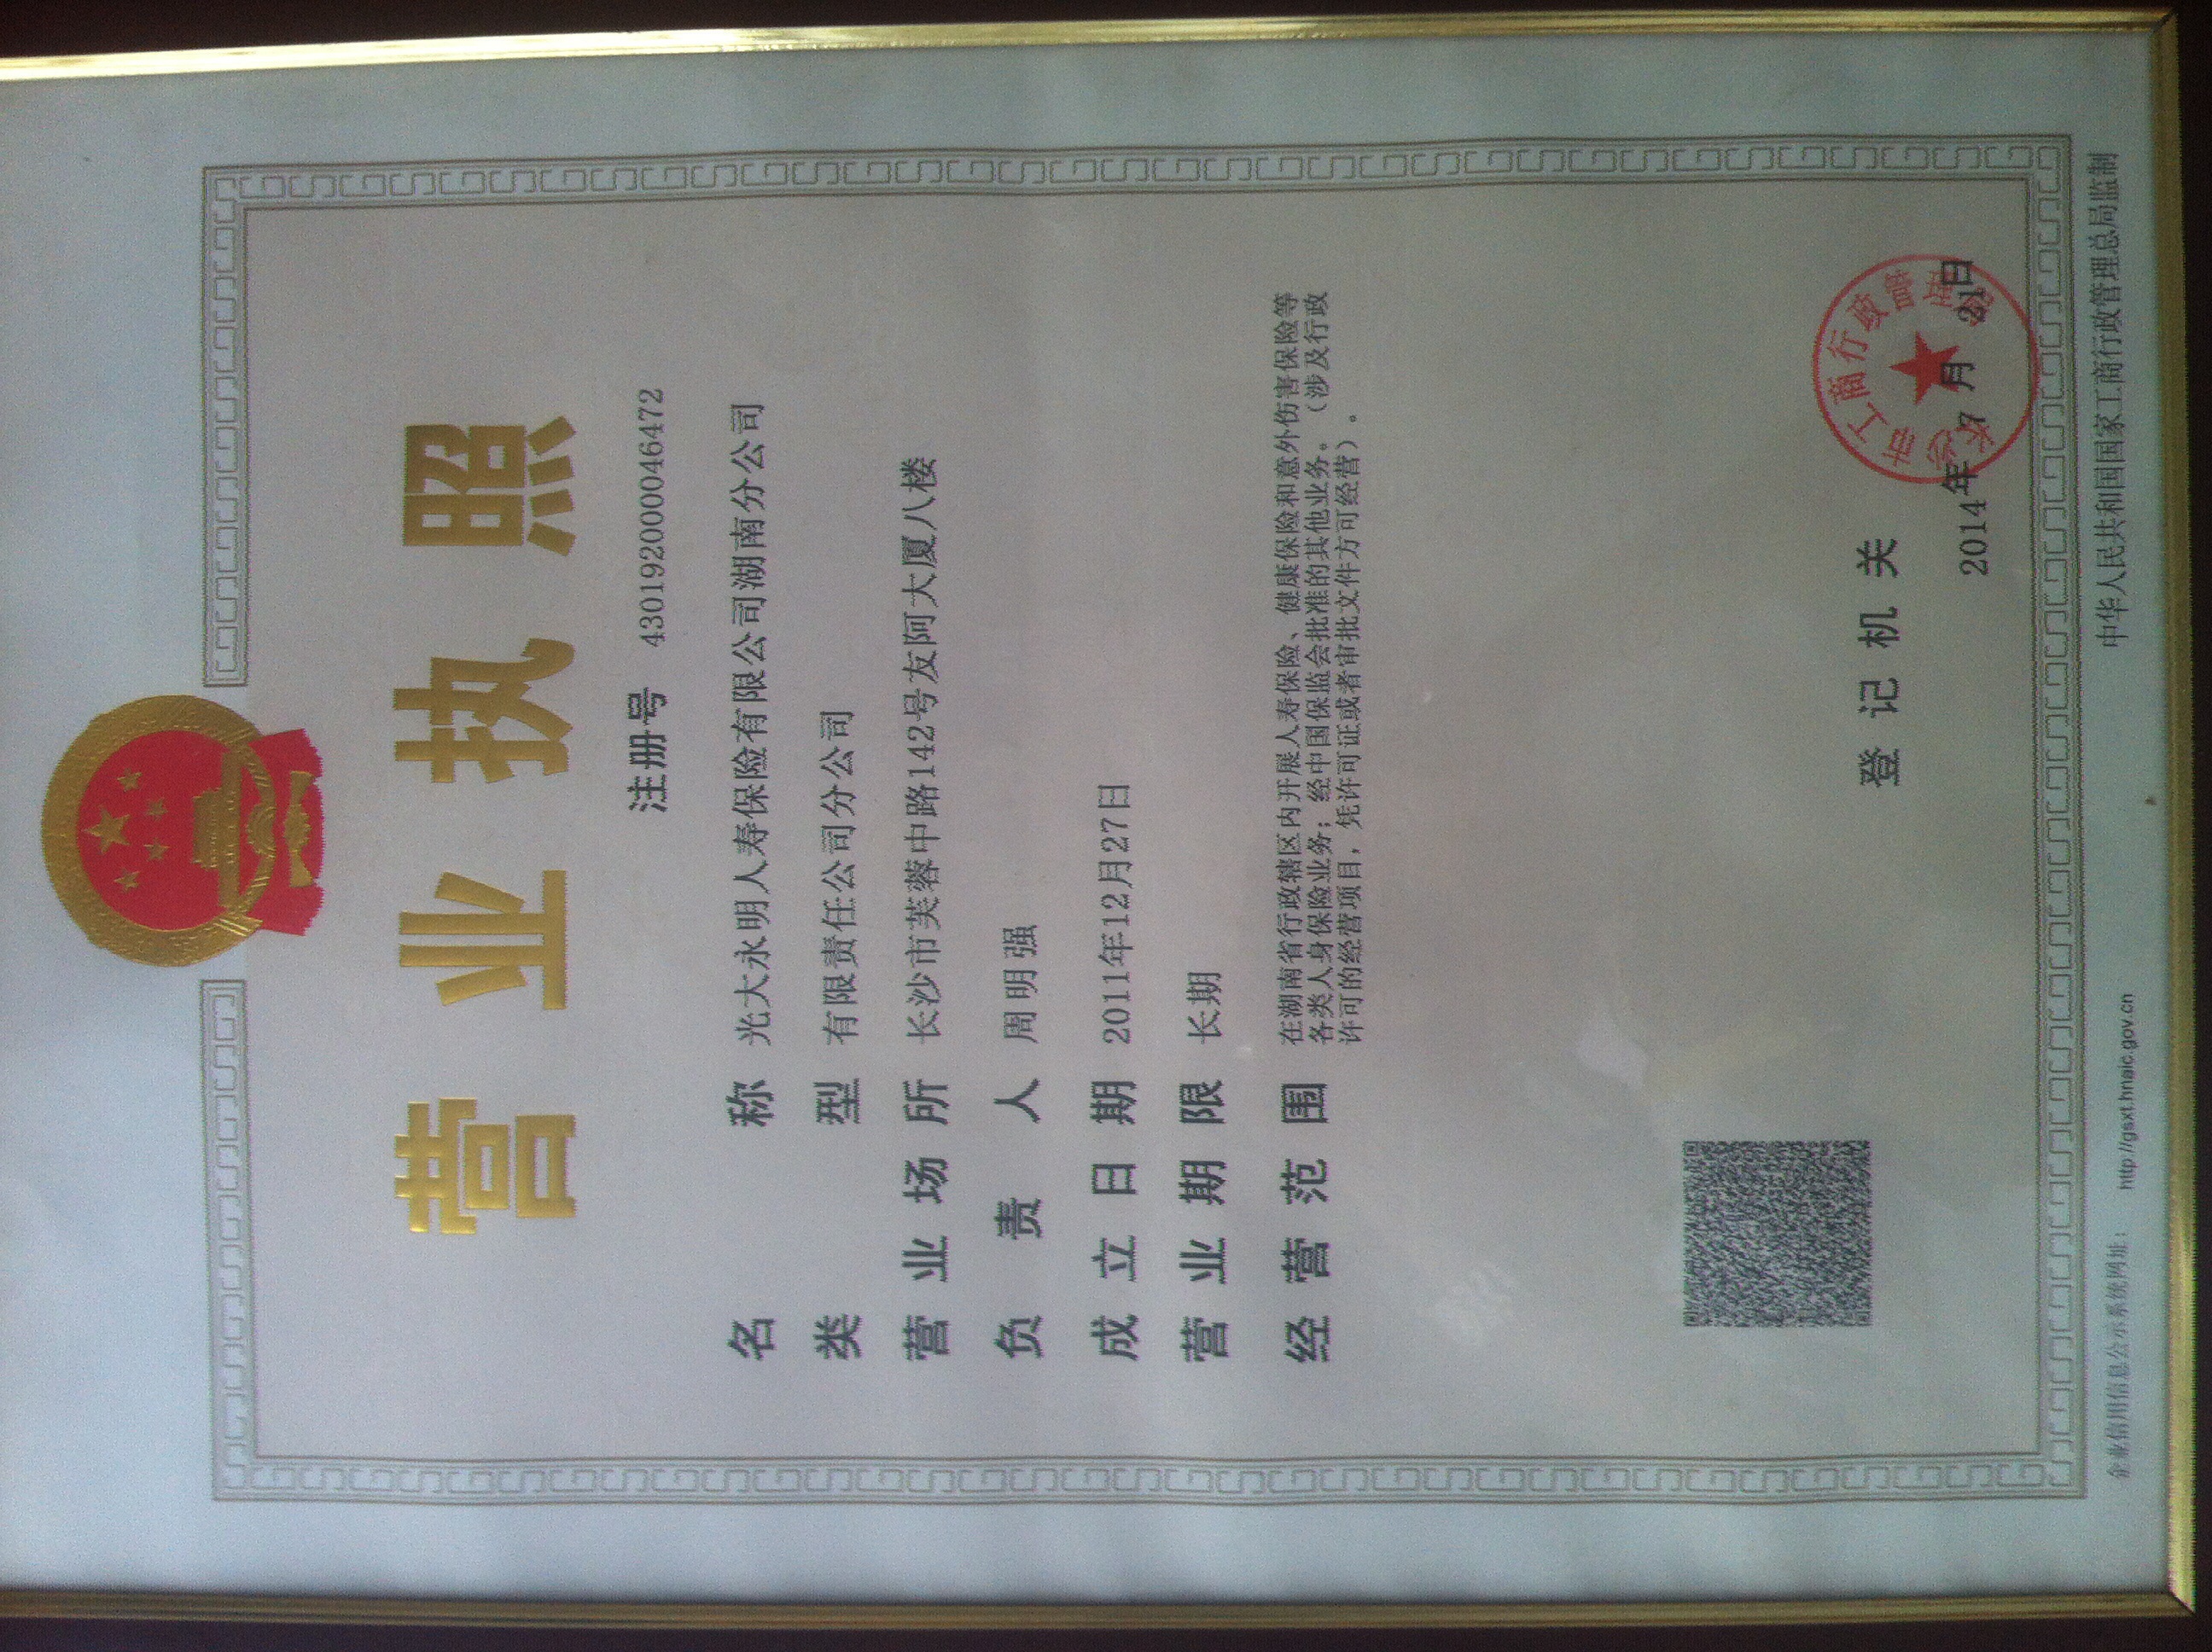 营业执照
注册号 430192000046472
名称 光大永明人寿保险有限公司湖南分公司
类型 有限责任公司分公司
营业场所 长沙市芙蓉中路142号友阿大厦八楼
负责人 周明强
成立日期 2011年12月27日
营业期限 长期
经营范围 在湖南省行政辖区内开展人寿保险、健康保险和意外伤害保险等
各类人身保险业务；经中国保监会批准的其他业务。（涉及行政
许可的经营项目，凭许可证或者审批文件方可经营）。
登记机关
长沙市工商行政管理局
2014年7月21日
企业信用信息公示系统网址： http://gsxt.hnaic.gov.cn
中华人民共和国国家工商行政管理总局监制